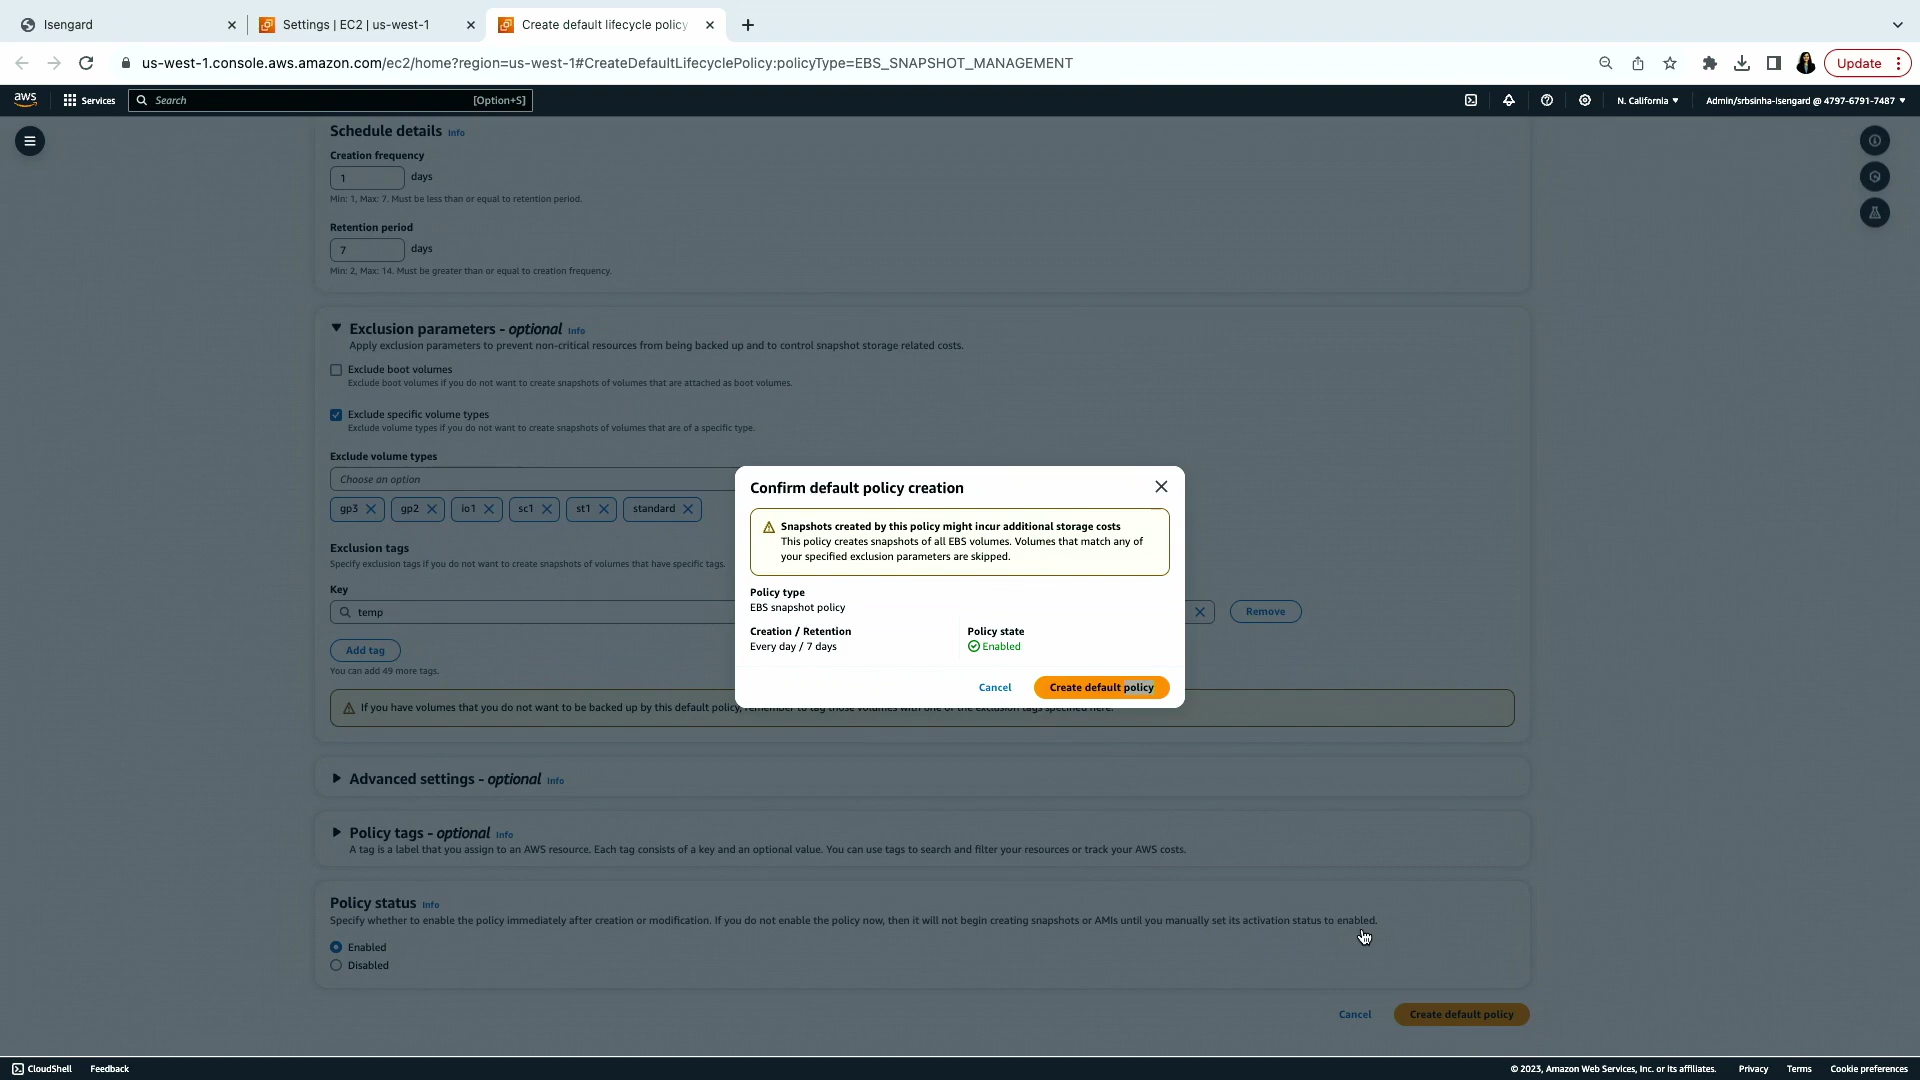 Isengard
Settings | EC2 | us-west-1
Create default lifecycle policy
us-west-1.console.aws.amazon.com/ec2/home?region=us-west-1#CreateDefaultLifecyclePolicy:policyType=EBS_SNAPSHOT_MANAGEMENT
Update
aws
Services
Search
[Option+S]
N. California
Admin/srbsinha-Isengard @ 4797-6791-7487
Schedule details Info
Creation frequency
1 days
Min: 1, Max: 7. Must be less than or equal to retention period.
Retention period
7 days
Min: 2, Max: 14. Must be greater than or equal to creation frequency.
Exclusion parameters - optional Info
Apply exclusion parameters to prevent non-critical resources from being backed up and to control snapshot storage related costs.
Exclude boot volumes
Exclude boot volumes if you do not want to create snapshots of volumes that are attached as boot volumes.
Exclude specific volume types
Exclude volume types if you do not want to create snapshots of volumes that are of a specific type.
Exclude volume types
Choose an option
gp3 gp2 io1 sc1 st1 standard
Exclusion tags
Specify exclusion tags if you do not want to create snapshots of volumes that have specific tags.
Key
temp
Remove
Add tag
You can add 49 more tags.
If you have volumes that you do not want to be backed up by this default policy, remember to tag those volumes with one of the exclusion tags specified here.
Confirm default policy creation
Snapshots created by this policy might incur additional storage costs
This policy creates snapshots of all EBS volumes. Volumes that match any of
your specified exclusion parameters are skipped.
Policy type
EBS snapshot policy
Creation / Retention
Every day / 7 days
Policy state
Enabled
Cancel
Create default policy
Advanced settings - optional Info
Policy tags - optional Info
A tag is a label that you assign to an AWS resource. Each tag consists of a key and an optional value. You can use tags to search and filter your resources or track your AWS costs.
Policy status Info
Specify whether to enable the policy immediately after creation or modification. If you do not enable the policy now, then it will not begin creating snapshots or AMIs until you manually set its activation status to enabled.
Enabled
Disabled
Cancel
Create default policy
CloudShell
Feedback
© 2023, Amazon Web Services, Inc. or its affiliates.
Privacy
Terms
Cookie preferences